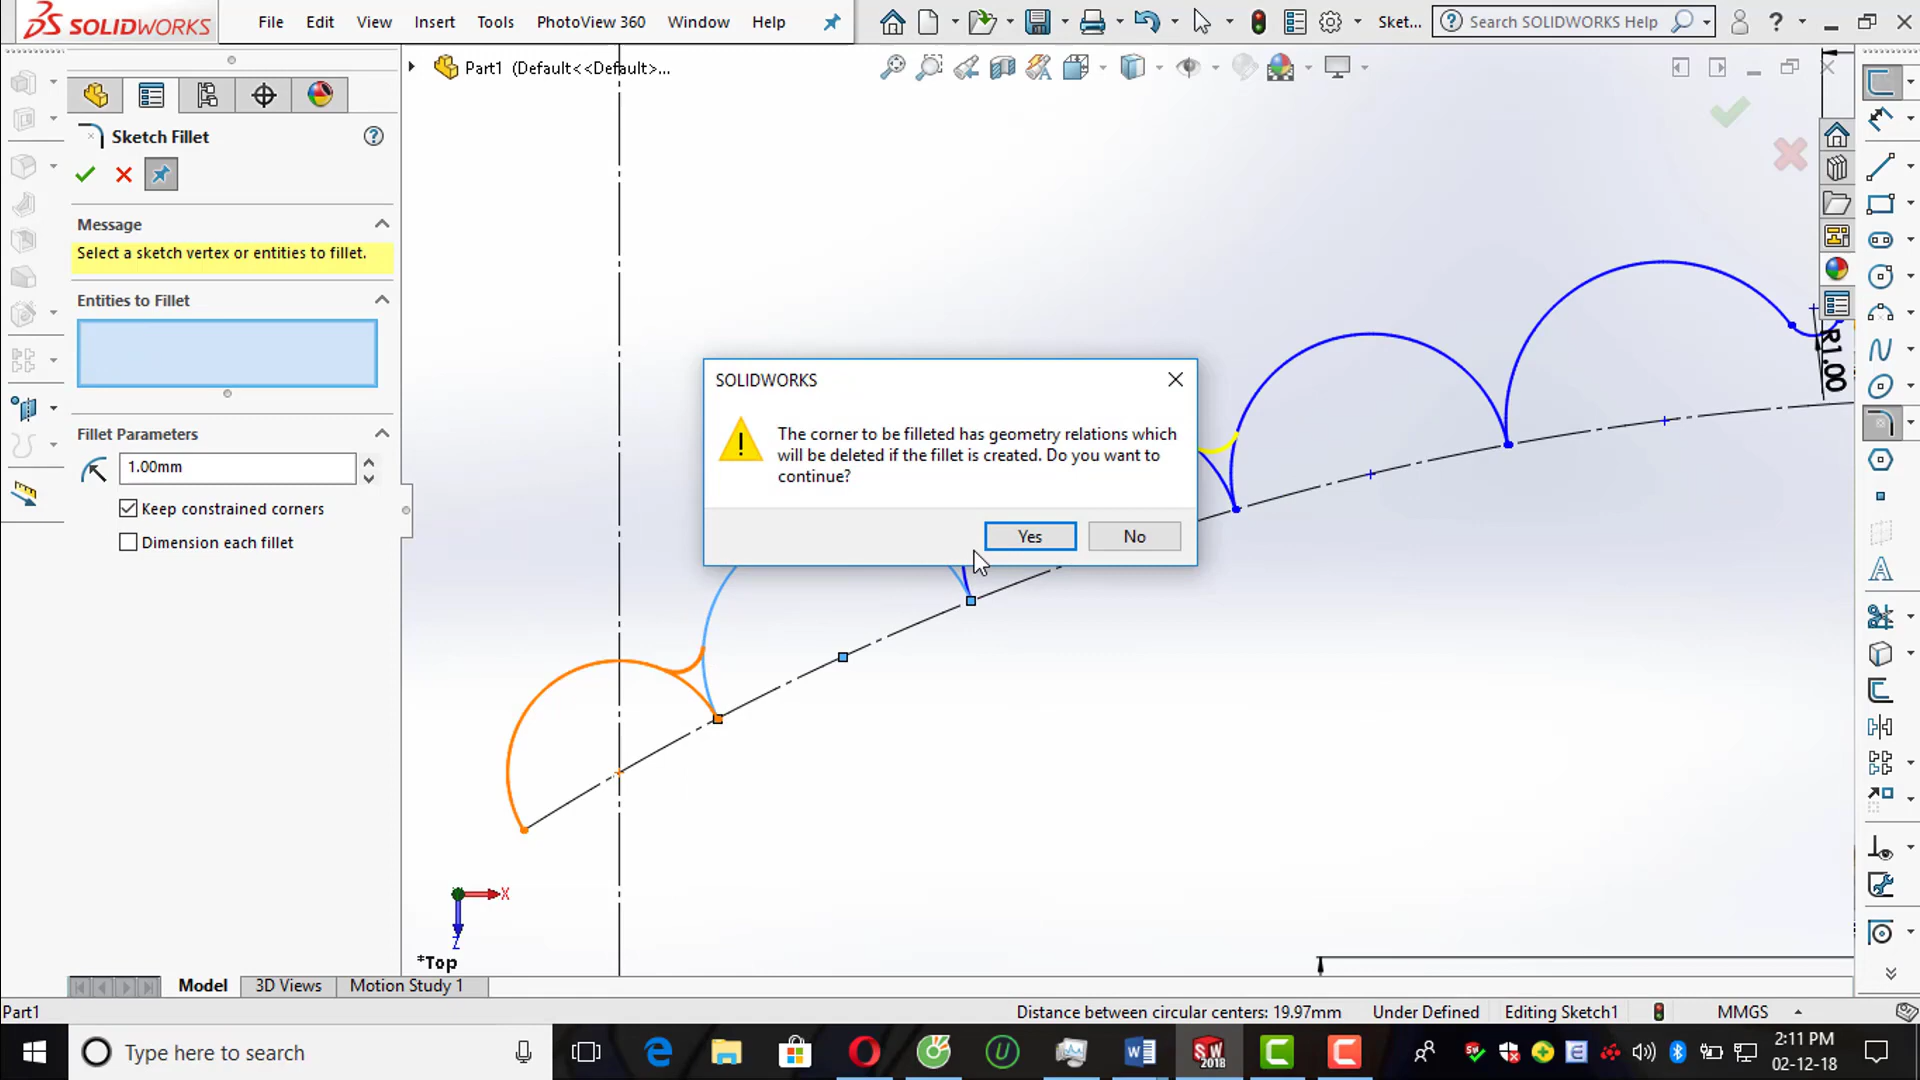 SOLIDWORKS
File
Edit
View
Insert
Tools
PhotoView 360
Window
Help
Sket...
Search SOLIDWORKS Help
Part1 (Default<<Default>...
Sketch Fillet
Message
Select a sketch vertex or entities to fillet.
Entities to Fillet
Fillet Parameters
1.00mm
Keep constrained corners
Dimension each fillet
SOLIDWORKS
The corner to be filleted has geometry relations which
will be deleted if the fillet is created. Do you want to
continue?
Yes
No
R1.00
X
Z
*Top
Model
3D Views
Motion Study 1
Part1
Distance between circular centers: 19.97mm
Under Defined
Editing Sketch1
MMGS
Type here to search
SW
2018
2:11 PM
02-12-18